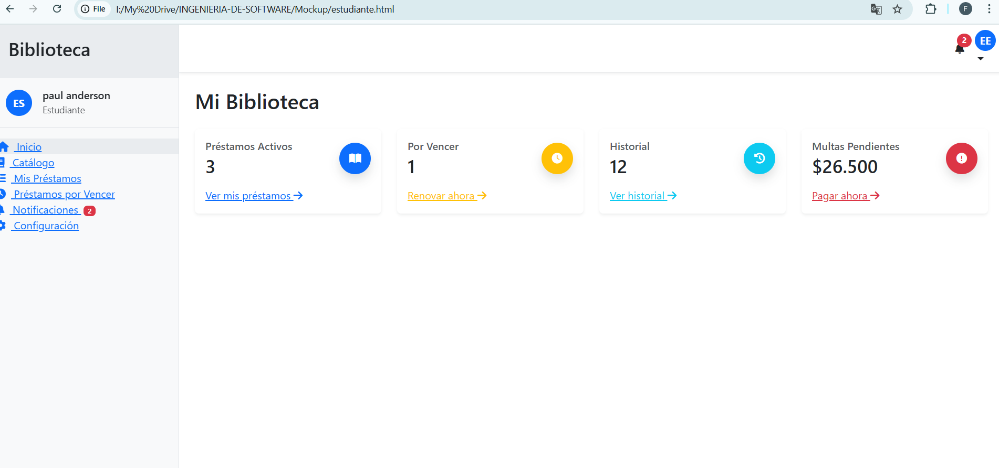 File
I:/My%20Drive/INGENIERIA-DE-SOFTWARE/Mockup/estudiante.html
F
Biblioteca
2
EE
ES
paul anderson
Estudiante
Inicio
Catálogo
Mis Préstamos
Préstamos por Vencer
Notificaciones 2
Configuración
Mi Biblioteca
Préstamos Activos
3
Ver mis préstamos
Por Vencer
1
Renovar ahora
Historial
12
Ver historial
Multas Pendientes
$26.500
Pagar ahora